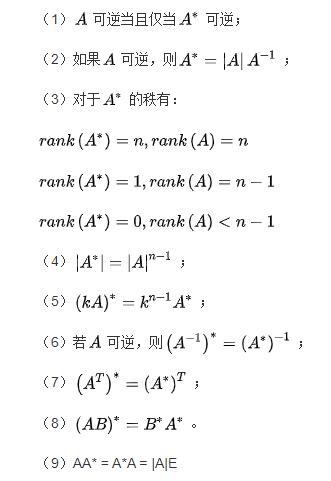 （1）A 可逆当且仅当 A* 可逆；
（2）如果 A 可逆，则 A* = |A| A⁻¹ ；
（3）对于 A* 的秩有：
rank (A*) = n, rank (A) = n
rank (A*) = 1, rank (A) = n − 1
rank (A*) = 0, rank (A) < n − 1
（4）|A*| = |A|ⁿ⁻¹ ；
（5）(kA)* = kⁿ⁻¹A* ；
（6）若 A 可逆，则 (A⁻¹)* = (A*)⁻¹ ；
（7）(Aᵀ)* = (A*)ᵀ ；
（8）(AB)* = B*A* 。
（9）AA* = A*A = |A|E